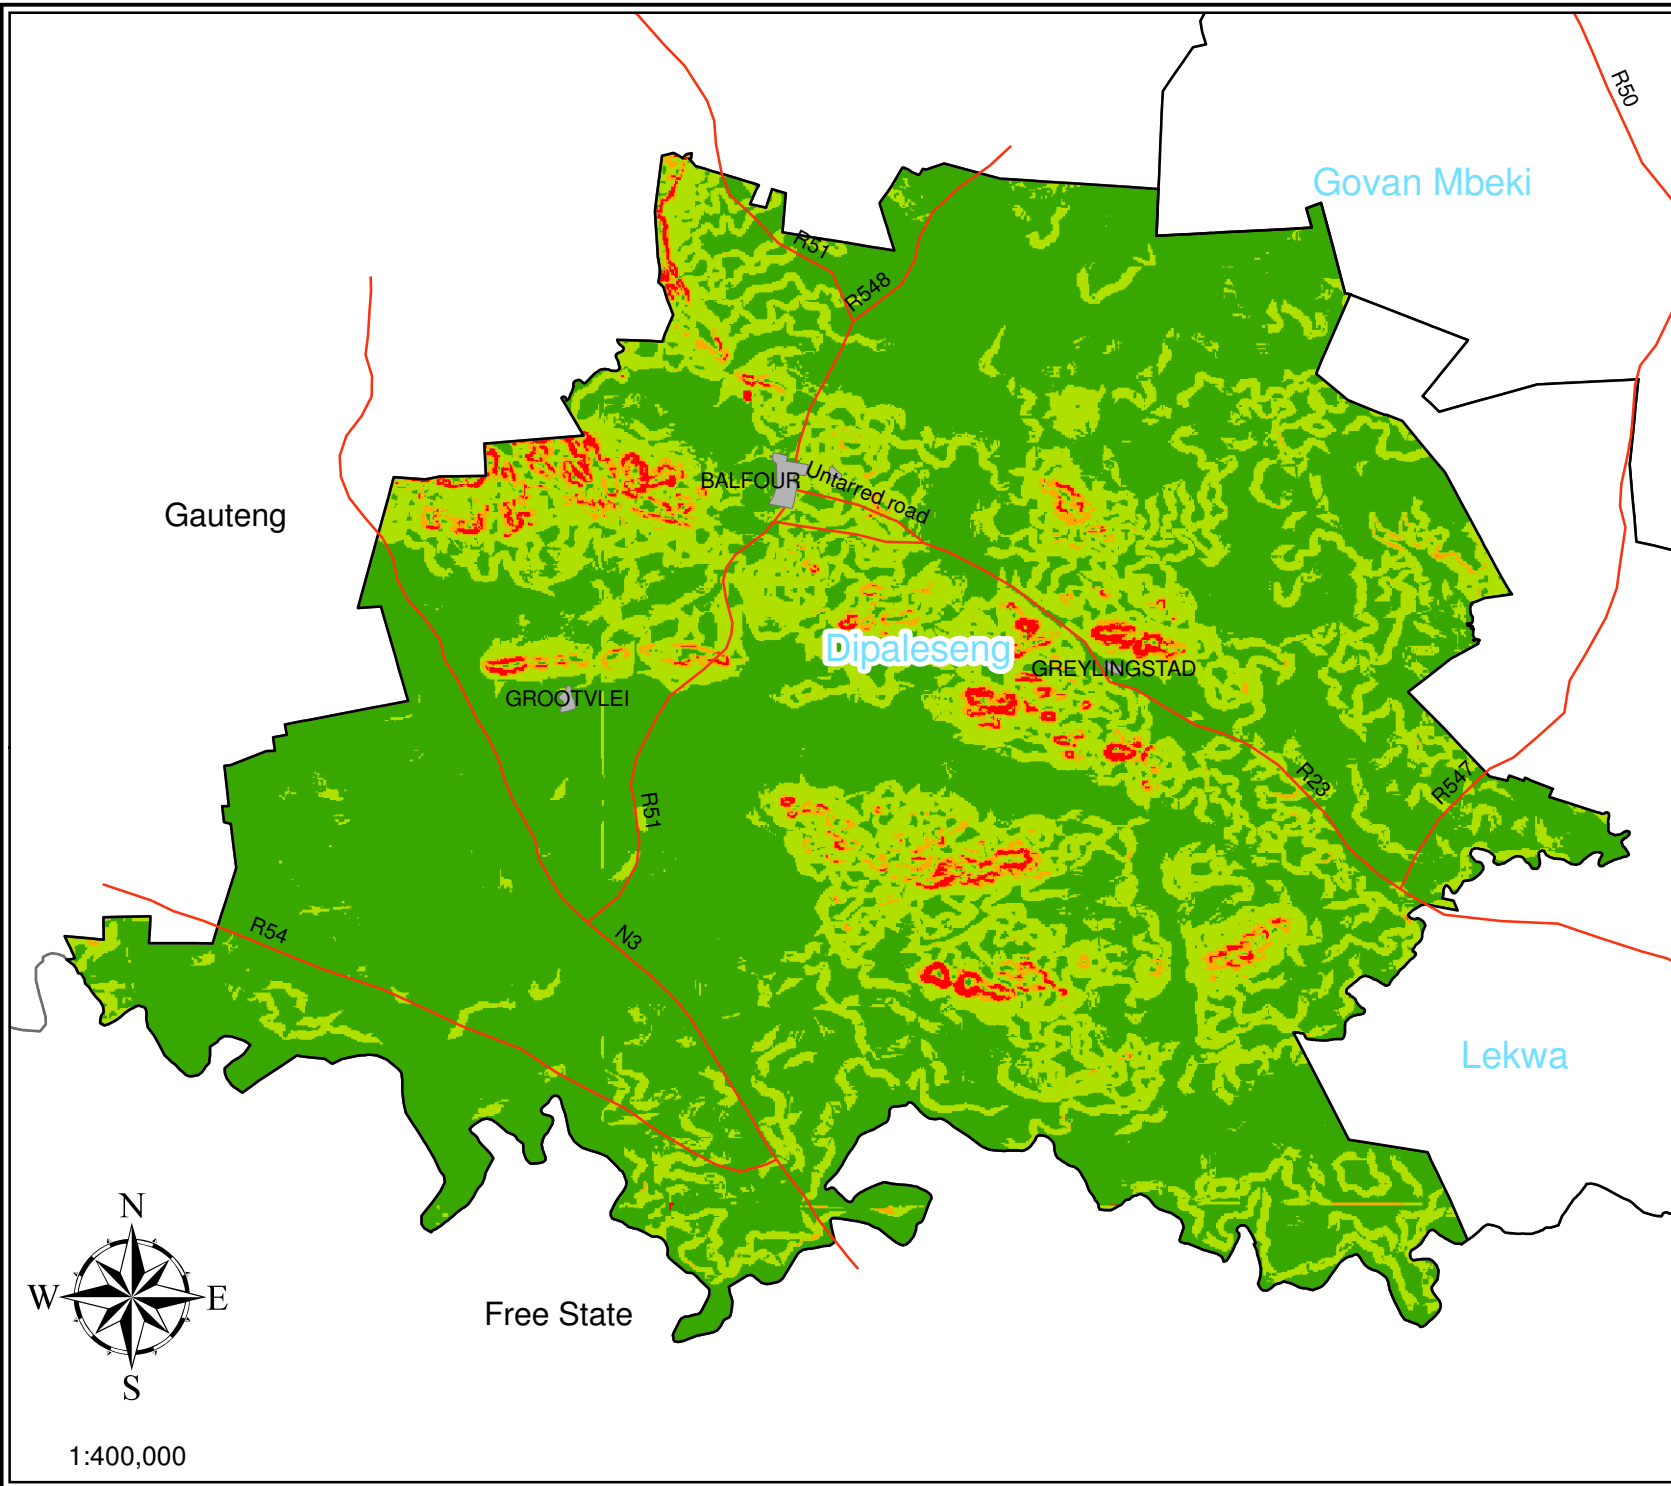 R50
Govan Mbeki
R51
R548
BALFOUR
Untarred road
Gauteng
Dipaleseng
GREYLINGSTAD
GROOTVLEI
R51
R23
R547
R54
N3
Lekwa
N
W
E
S
Free State
1:400,000